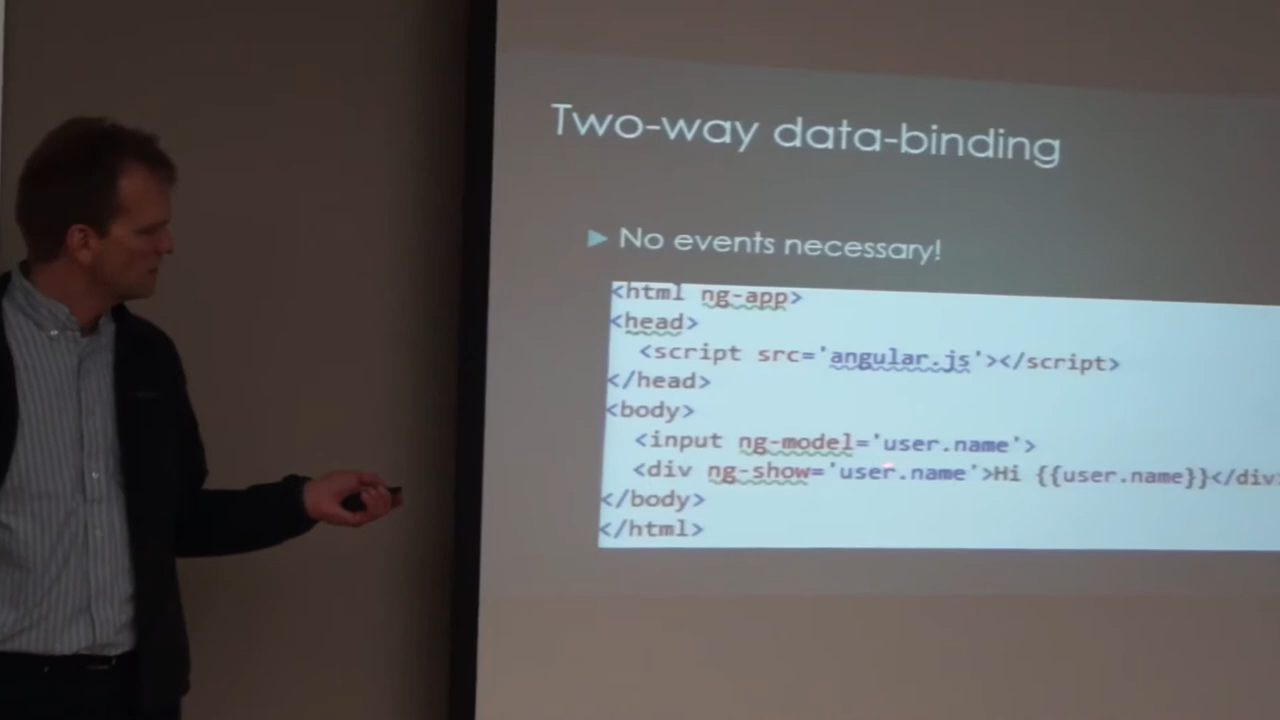 Two-way data-binding
No events necessary!
<html ng-app>
<head>
<script src='angular.js'></script>
</head>
<body>
<input ng-model='user.name'>
<div ng-show='user.name'>Hi {{user.name}}</div>
</body>
</html>